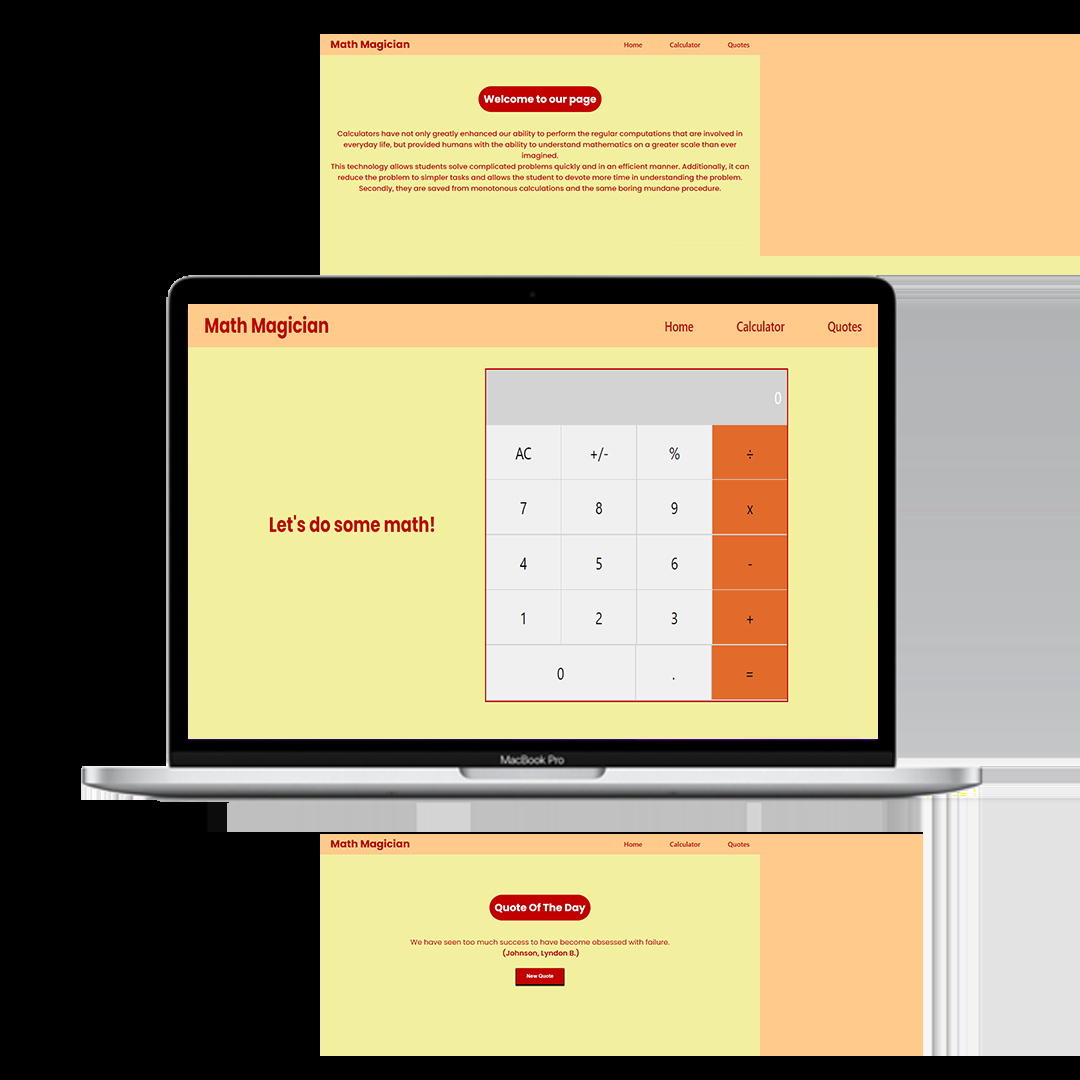 Math Magician Home Calculator Quotes
Welcome to our page
Calculators have not only greatly enhanced our ability to perform the regular computations that are involved in
everyday life, but provided humans with the ability to understand mathematics on a greater scale than ever
imagined.
This technology allows students solve complicated problems quickly and in an efficient manner. Additionally, it can
reduce the problem to simpler tasks and allows the student to devote more time in understanding the problem.
Secondly, they are saved from monotonous calculations and the same boring mundane procedure.
Math Magician Home Calculator Quotes
Let's do some math!
0
AC +/- % ÷
7 8 9 x
4 5 6 -
1 2 3 +
0 . =
MacBook Pro
Math Magician Home Calculator Quotes
Quote Of The Day
We have seen too much success to have become obsessed with failure.
(Johnson, Lyndon B.)
New Quote